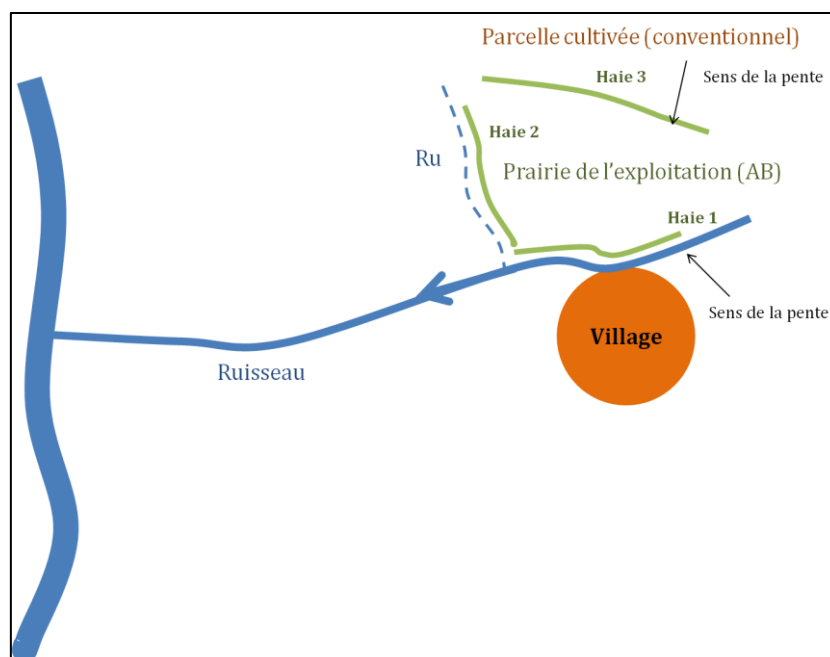 Parcelle cultivée (conventionnel)
Haie 3
Sens de la pente
Haie 2
Ru
Prairie de l'exploitation (AB)
Haie 1
Sens de la pente
Village
Ruisseau